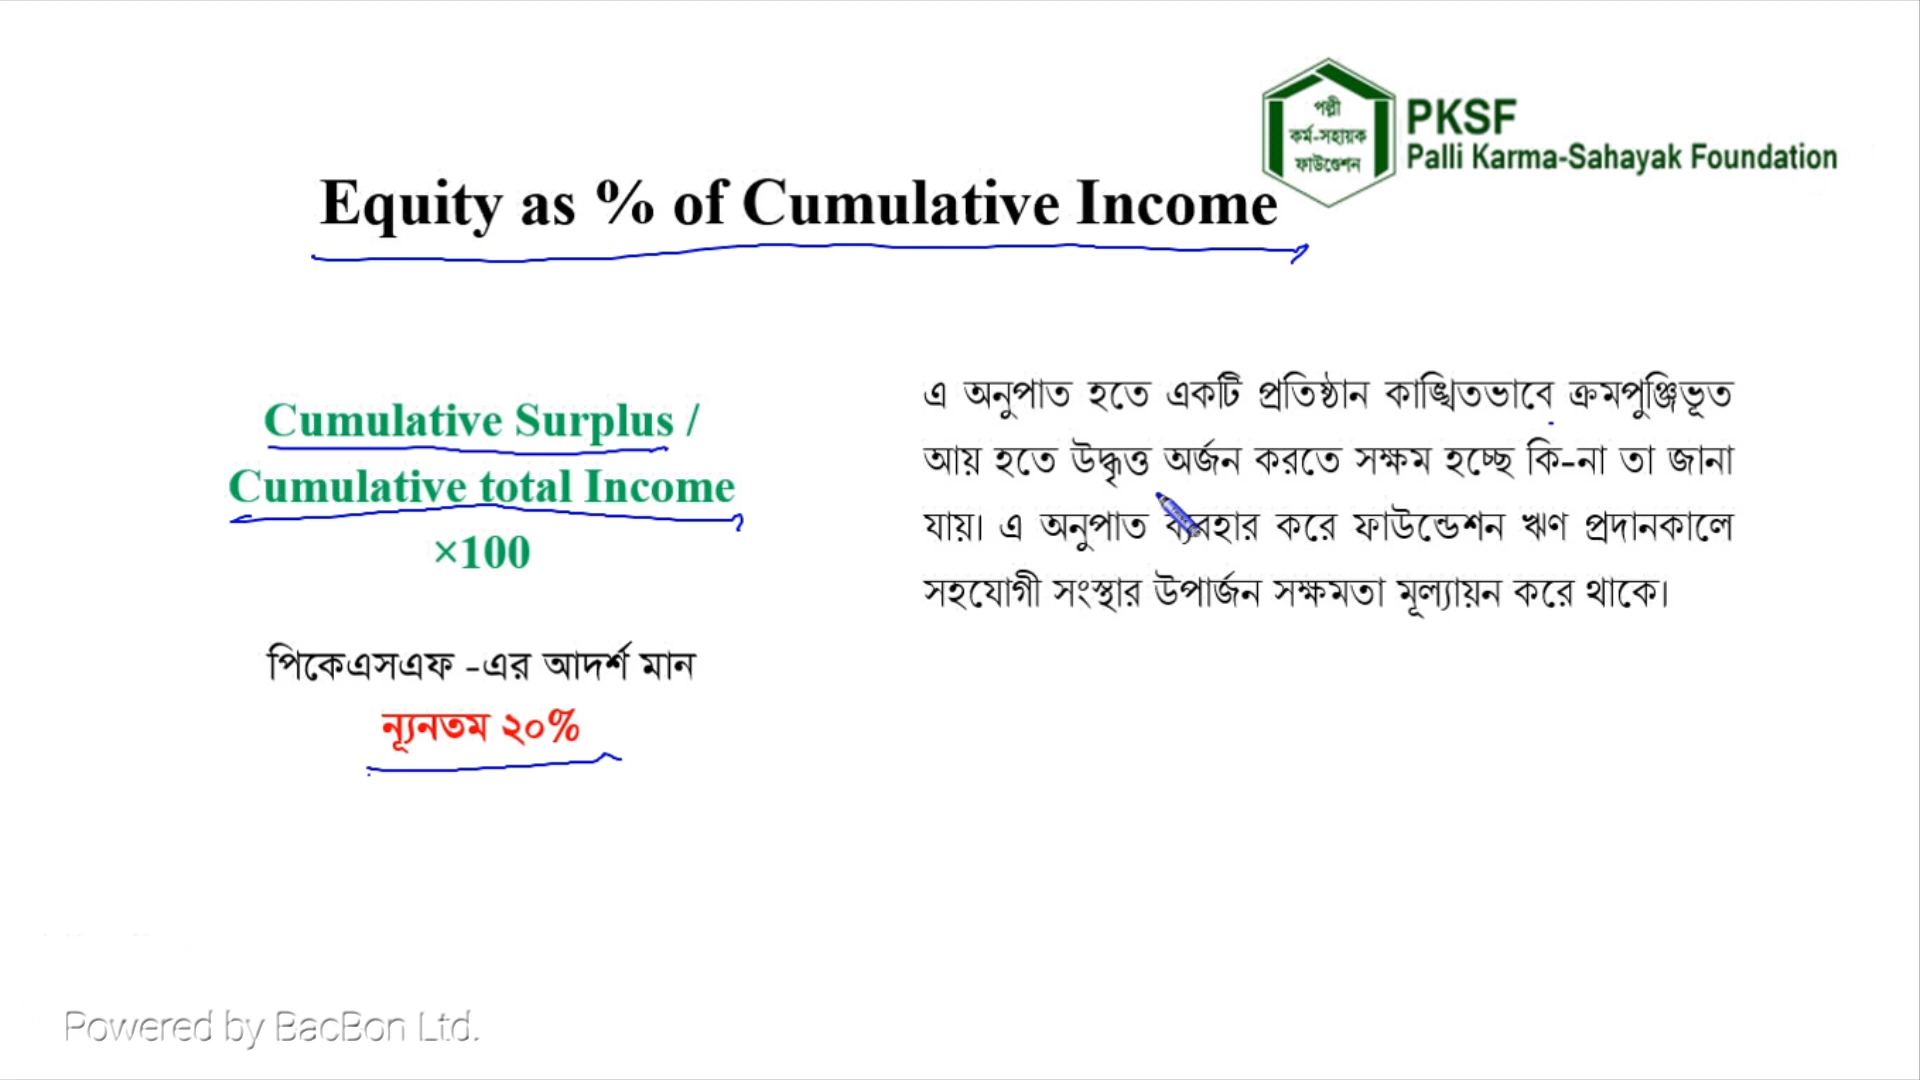 পল্লী
কর্ম-সহায়ক
ফাউণ্ডেশন
PKSF
Palli Karma-Sahayak Foundation
Equity as % of Cumulative Income
Cumulative Surplus /
Cumulative total Income
×100
পিকেএসএফ -এর আদর্শ মান
ন্যূনতম ২০%
এ অনুপাত হতে একটি প্রতিষ্ঠান কাঙ্খিতভাবে ক্রমপুঞ্জিভূত
আয় হতে উদ্ধৃত্ত অর্জন করতে সক্ষম হচ্ছে কি-না তা জানা
যায়। এ অনুপাত ব্যবহার করে ফাউন্ডেশন ঋণ প্রদানকালে
সহযোগী সংস্থার উপার্জন সক্ষমতা মূল্যায়ন করে থাকে।
Powered by BacBon Ltd.